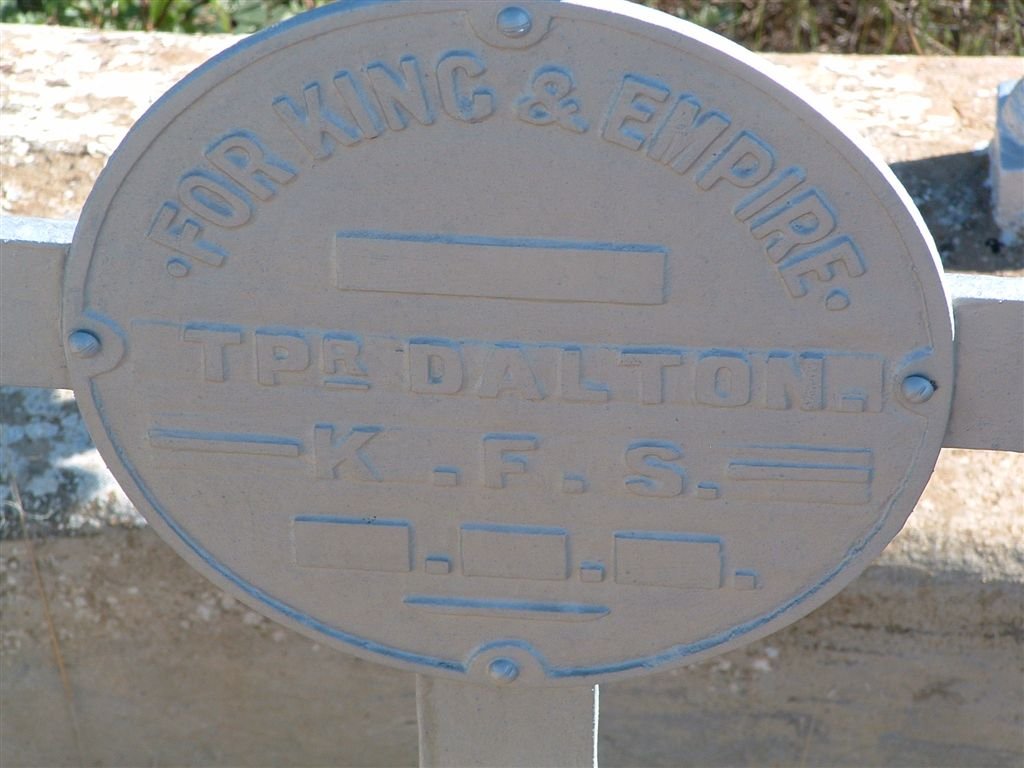 · FOR KING & EMPIRE ·
TPR DALTON.
K.F.S.